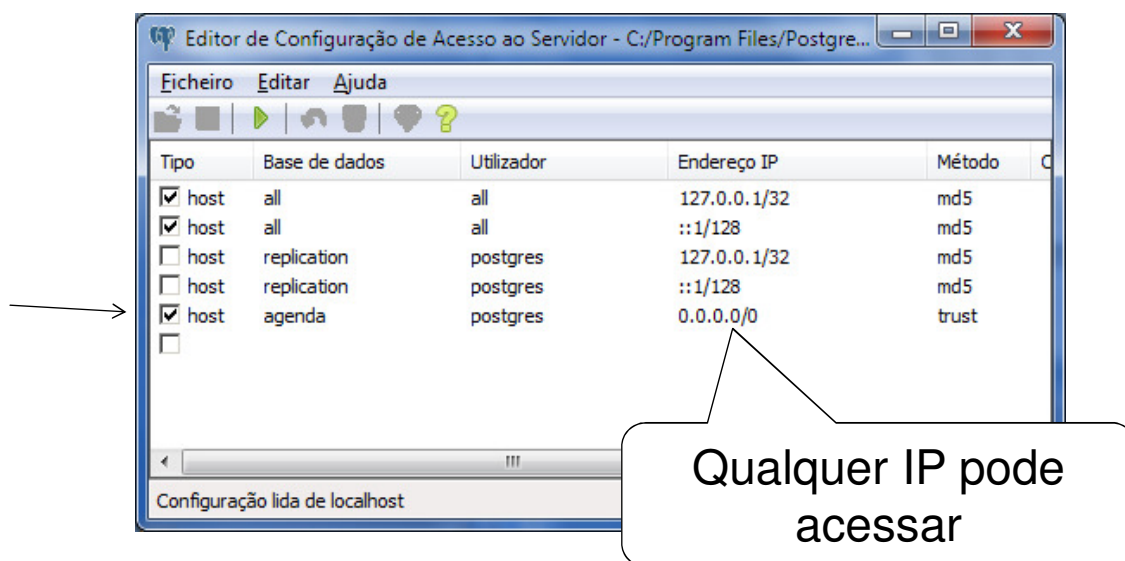 Editor de Configuração de Acesso ao Servidor - C:/Program Files/Postgre...
Ficheiro Editar Ajuda
Tipo Base de dados Utilizador Endereço IP Método
host all all 127.0.0.1/32 md5
host all all ::1/128 md5
host replication postgres 127.0.0.1/32 md5
host replication postgres ::1/128 md5
host agenda postgres 0.0.0.0/0 trust
Qualquer IP pode
acessar
Configuração lida de localhost